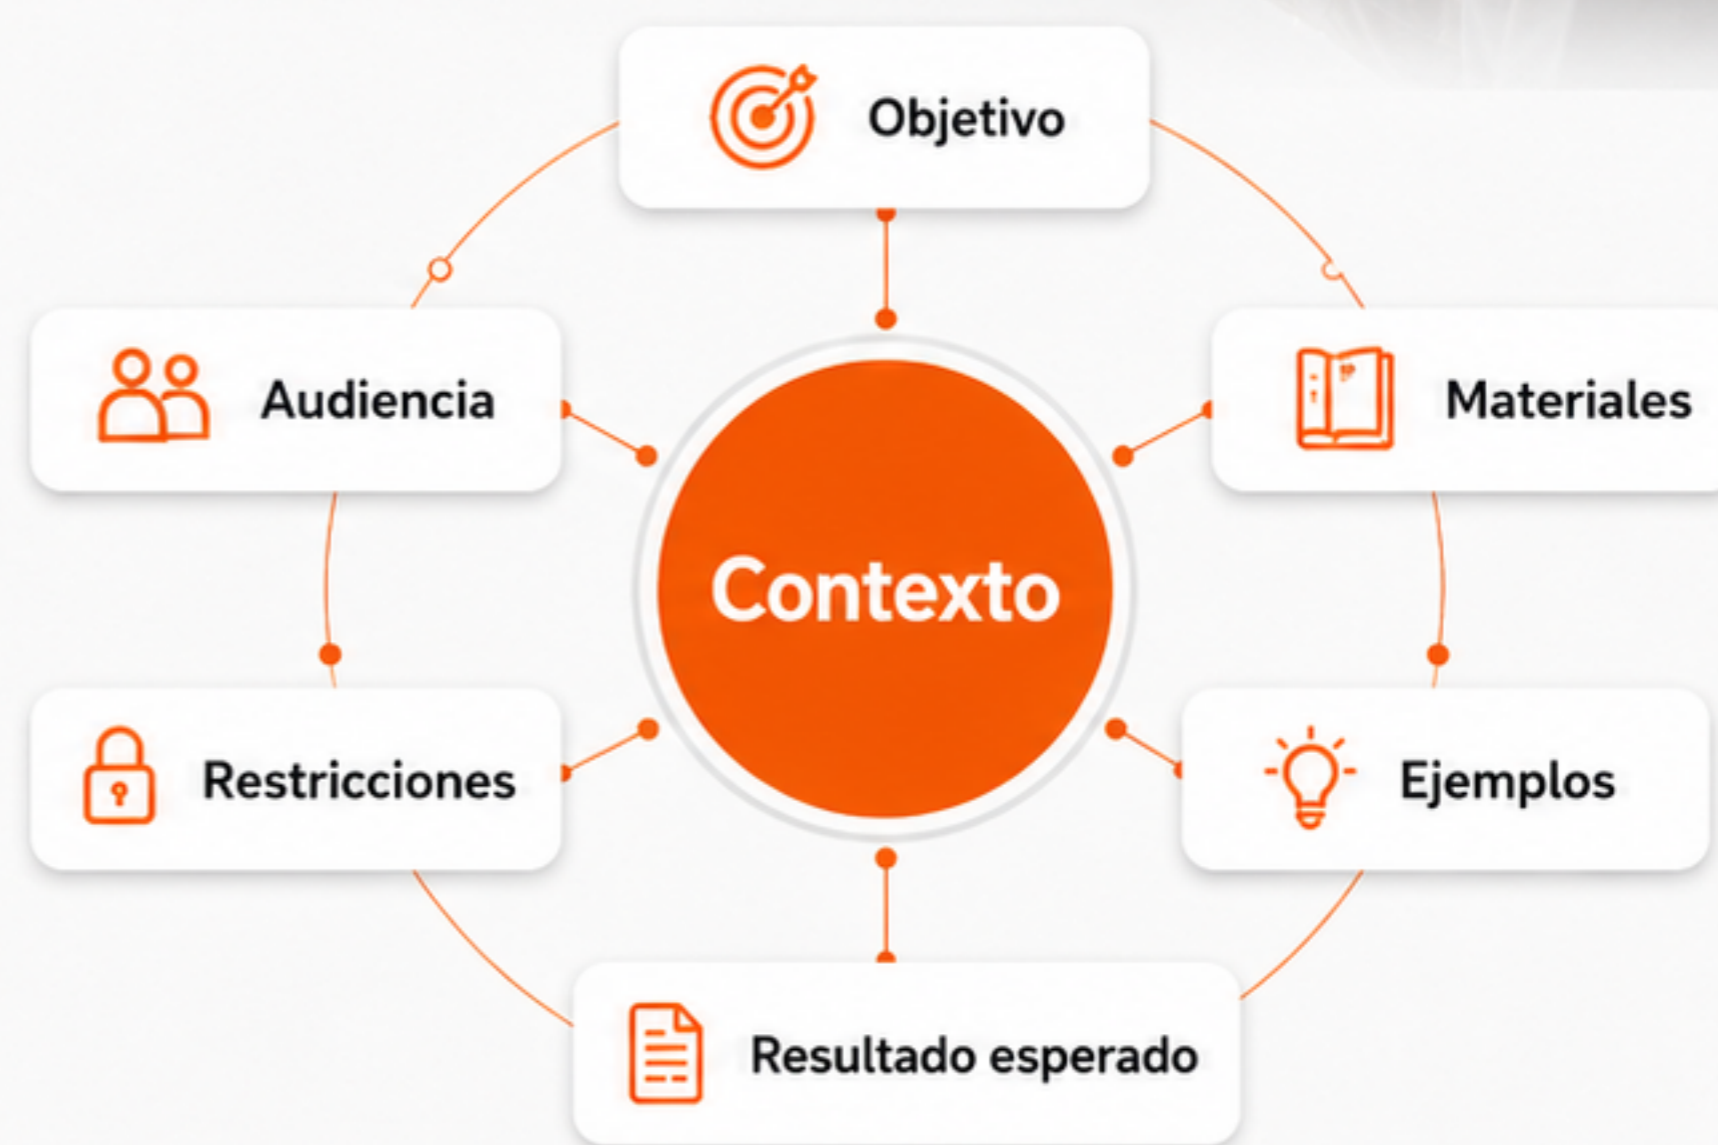 Objetivo
Audiencia
Materiales
Contexto
Restricciones
Ejemplos
Resultado esperado